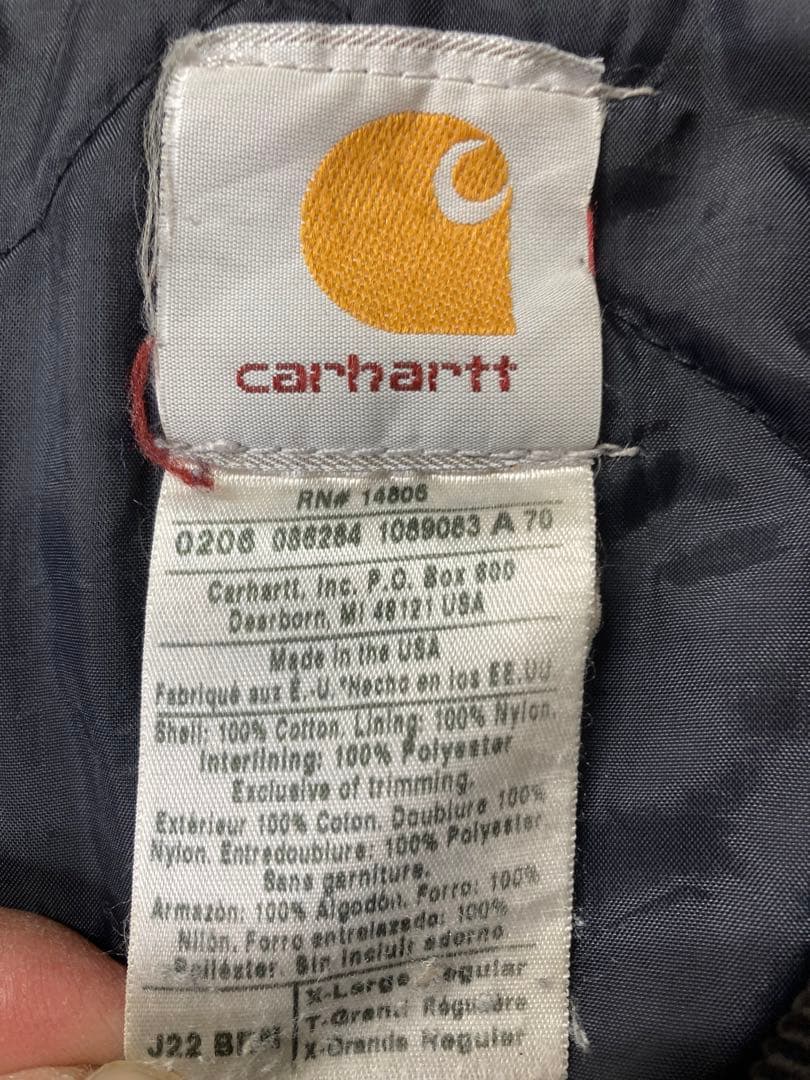 carhartt
RN# 14806
0206 086284 1089083 A 70
Carhartt, Inc, P.O. Box 600
Dearborn, MI 48121 USA
Made in the USA
Fabriqué aux É.-U.*Hecho en los EE.UU
Shell: 100% Cotton. Lining: 100% Nylon.
Interlining: 100% Polyester
Exclusive of trimming.
Extérieur 100% Coton. Doublure 100%
Nylon. Entredoublure: 100% Polyester.
Sans garniture.
Armazón: 100% Algodón. Forro: 100%
Nilón. Forro entrelazado: 100%
Poliéster. Sin incluir adorno
X-Large Regular
T-Grand Régulière
J22 X-Grande Regular